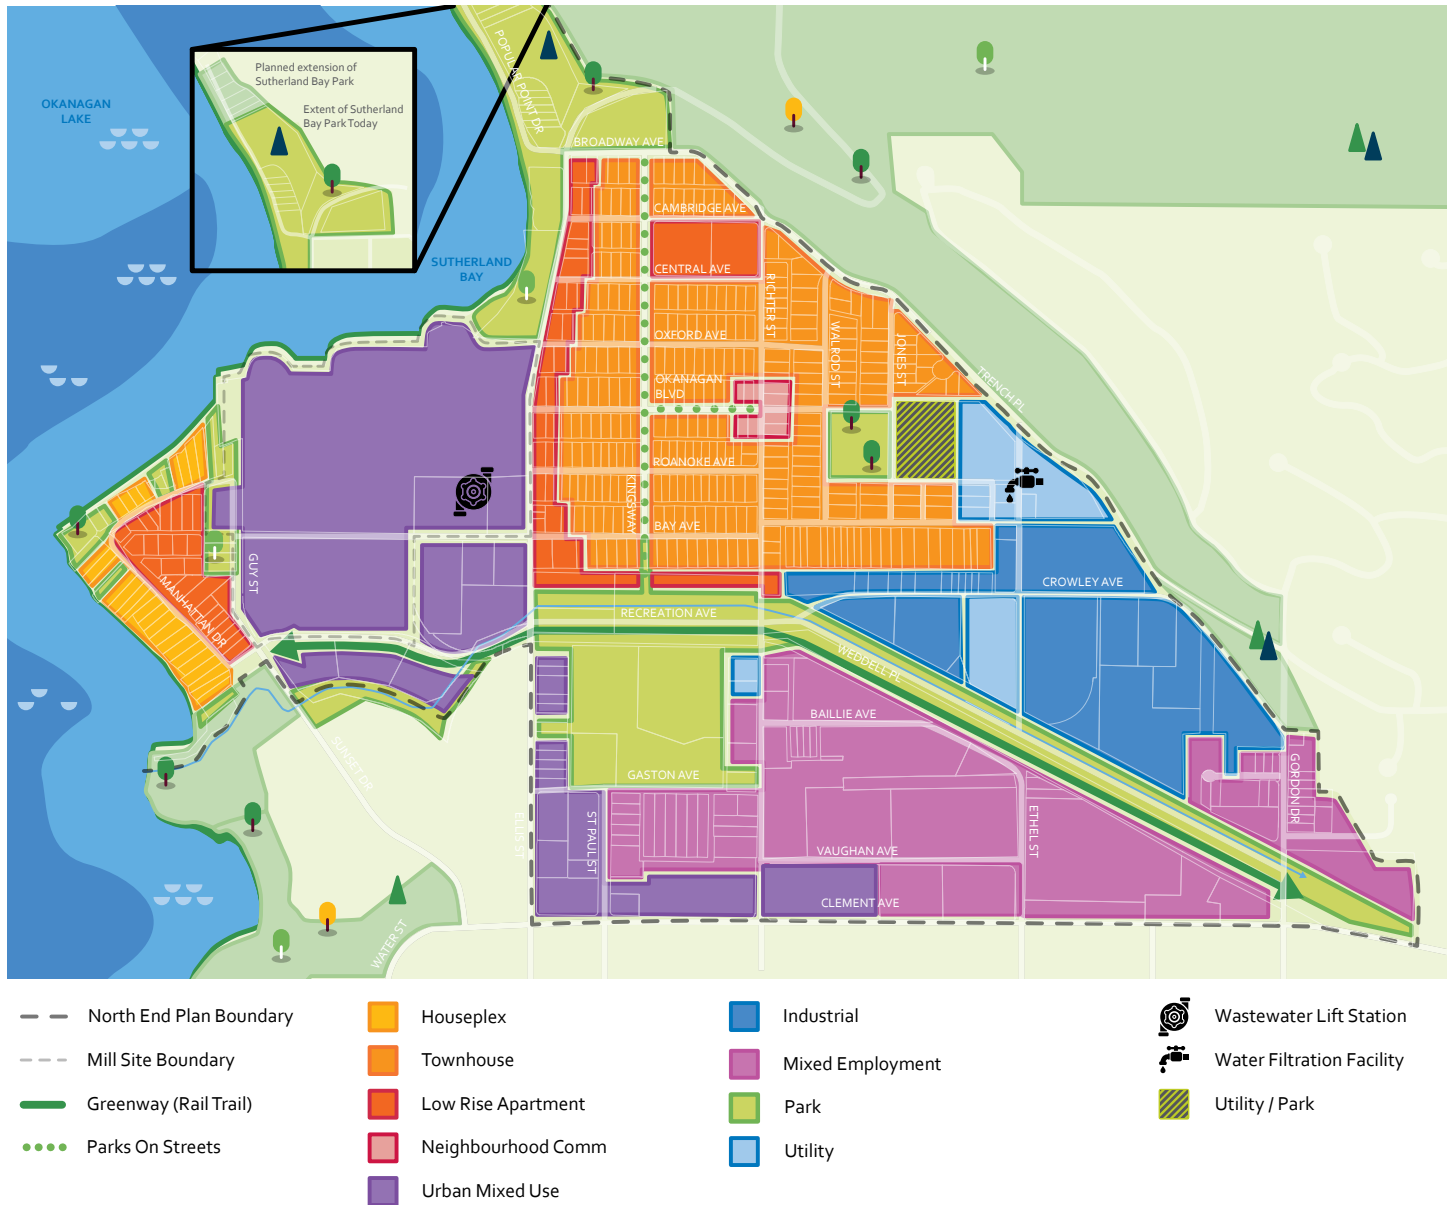 Planned extension of
Sutherland Bay Park
Extent of Sutherland
Bay Park Today
OKANAGAN
LAKE
SUTHERLAND
BAY
POPULAR POINT DR
BROADWAY AVE
CAMBRIDGE AVE
CENTRAL AVE
RICHTER ST
OXFORD AVE
WALROD ST
JONES ST
TRENCH PL
OKANAGAN
BLVD
ROANOKE AVE
KINGSWAY
BAY AVE
GUY ST
MANHATTAN DR
CROWLEY AVE
RECREATION AVE
WEDDELL PL
BAILLIE AVE
SUNSET DR
GASTON AVE
GORDON DR
ELLIS ST
ST PAUL ST
ETHEL ST
VAUGHAN AVE
CLEMENT AVE
WATER ST
North End Plan Boundary
Mill Site Boundary
Greenway (Rail Trail)
Parks On Streets
Houseplex
Townhouse
Low Rise Apartment
Neighbourhood Comm
Urban Mixed Use
Industrial
Mixed Employment
Park
Utility
Wastewater Lift Station
Water Filtration Facility
Utility / Park